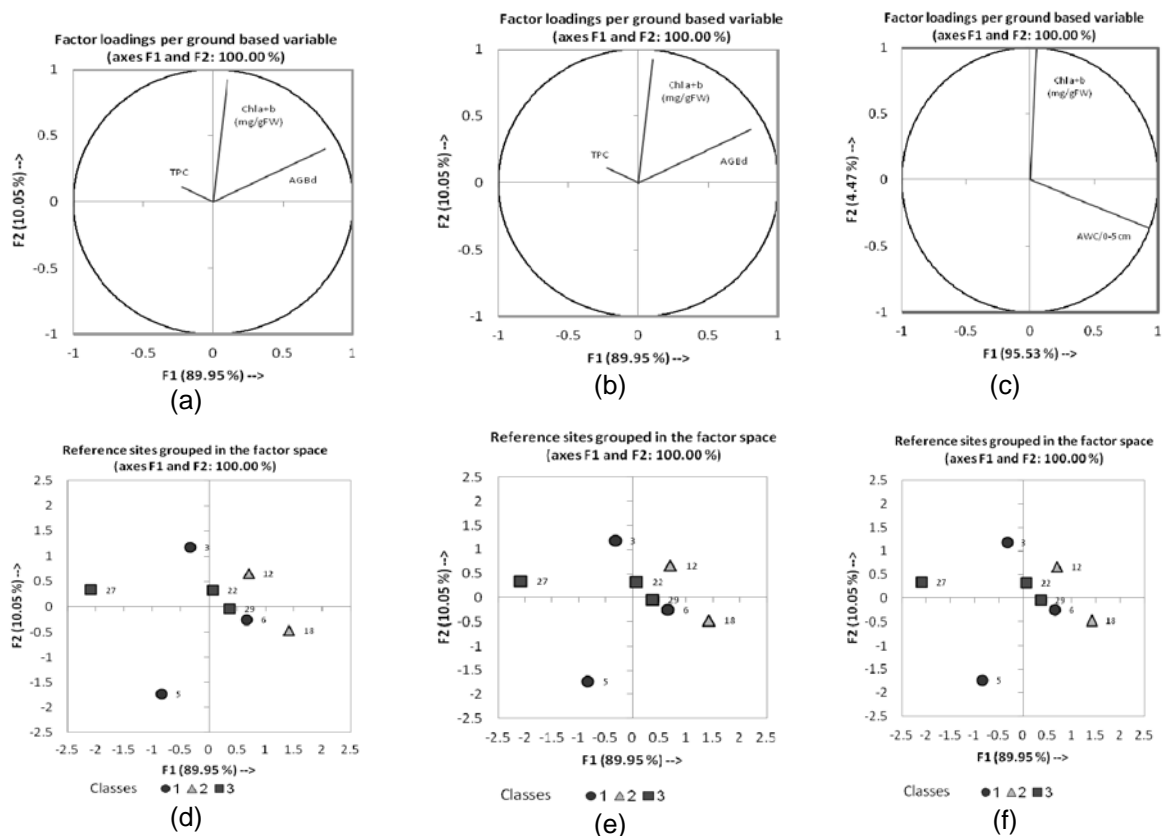 Factor loadings per ground based variable
(axes F1 and F2: 100.00 %)
1
0.5
0
-0.5
-1
-1
-0.5
0
0.5
1
F2 (10.05 %) -->
F1 (89.95 %) -->
Chla+b
(mg/gFW)
TPC
AGBd
(a)
Factor loadings per ground based variable
(axes F1 and F2: 100.00 %)
1
0.5
0
-0.5
-1
-1
-0.5
0
0.5
1
F2 (10.05 %) -->
F1 (89.95 %) -->
Chla+b
(mg/gFW)
TPC
AGBd
(b)
Factor loadings per ground based variable
(axes F1 and F2: 100.00 %)
1
0.5
0
-0.5
-1
-1
-0.5
0
0.5
1
F2 (4.47 %) -->
F1 (95.53 %) -->
Chla+b
(mg/gFW)
AWC/0-5cm
(c)
Reference sites grouped in the factor space
(axes F1 and F2: 100.00 %)
2.5
2
1.5
1
0.5
0
-0.5
-1
-1.5
-2
-2.5
-2.5 -2 -1.5 -1 -0.5 0 0.5 1 1.5 2 2.5
F2 (10.05 %) -->
F1 (89.95 %) -->
3
12
27
22
29
6
18
5
Classes 1 2 3
(d)
Reference sites grouped in the factor space
(axes F1 and F2: 100.00 %)
2.5
2
1.5
1
0.5
0
-0.5
-1
-1.5
-2
-2.5
-2.5 -2 -1.5 -1 -0.5 0 0.5 1 1.5 2 2.5
F2 (10.05 %) -->
F1 (89.95 %) -->
3
12
27
22
29
6
18
5
Classes 1 2 3
(e)
Reference sites grouped in the factor space
(axes F1 and F2: 100.00 %)
2.5
2
1.5
1
0.5
0
-0.5
-1
-1.5
-2
-2.5
-2.5 -2 -1.5 -1 -0.5 0 0.5 1 1.5 2 2.5
F2 (10.05 %) -->
F1 (89.95 %) -->
3
12
27
22
29
6
18
5
Classes 1 2 3
(f)